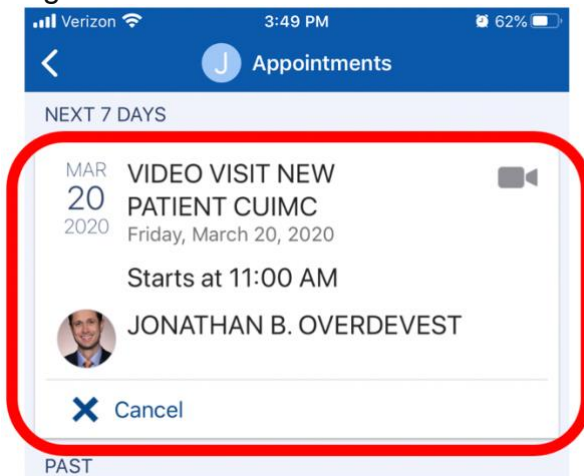 Verizon 3:49 PM 62%
J Appointments
NEXT 7 DAYS
MAR
20
2020
VIDEO VISIT NEW
PATIENT CUIMC
Friday, March 20, 2020
Starts at 11:00 AM
JONATHAN B. OVERDEVEST
Cancel
PAST